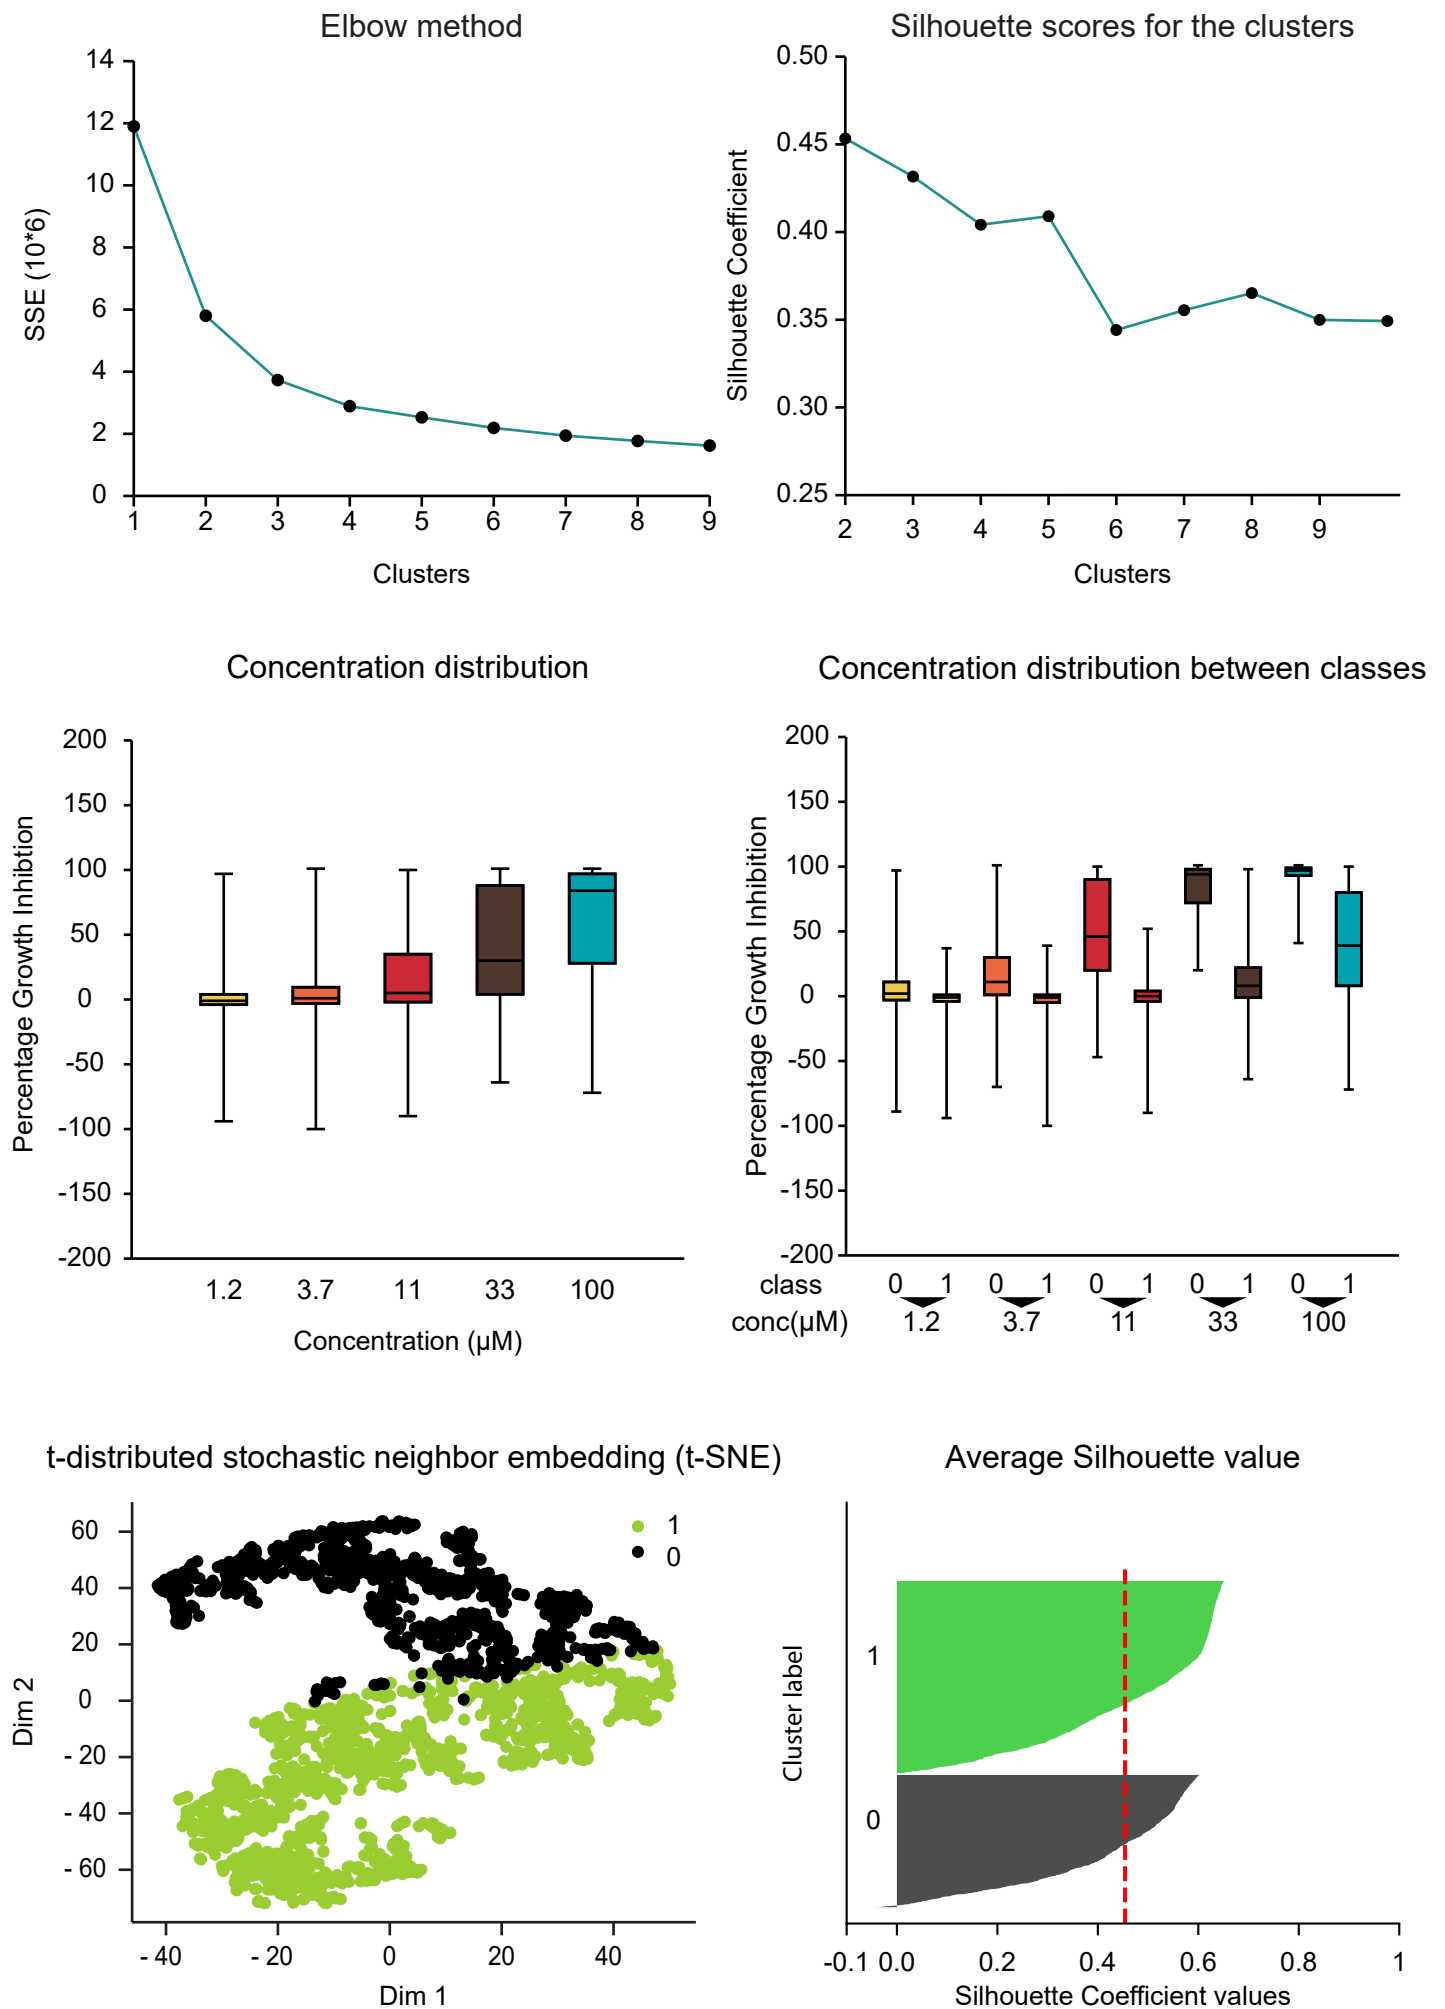 Elbow method
14
12
10
8
6
4
2
0
SSE (10*6)
1 2 3 4 5 6 7 8 9
Clusters
Silhouette scores for the clusters
0.50
0.45
0.40
0.35
0.30
0.25
Silhouette Coefficient
2 3 4 5 6 7 8 9
Clusters
Concentration distribution
200
150
100
50
0
-50
-100
-150
-200
Percentage Growth Inhibtion
1.2 3.7 11 33 100
Concentration (µM)
Concentration distribution between classes
200
150
100
50
0
-50
-100
-150
-200
Percentage Growth Inhibition
class 0 1 0 1 0 1 0 1 0 1
conc(µM) 1.2 3.7 11 33 100
t-distributed stochastic neighbor embedding (t-SNE)
60
40
20
0
- 20
- 40
- 60
Dim 2
1
0
- 40 - 20 0 20 40
Dim 1
Average Silhouette value
1
0
Cluster label
-0.1 0.0 0.2 0.4 0.6 0.8 1
Silhouette Coefficient values